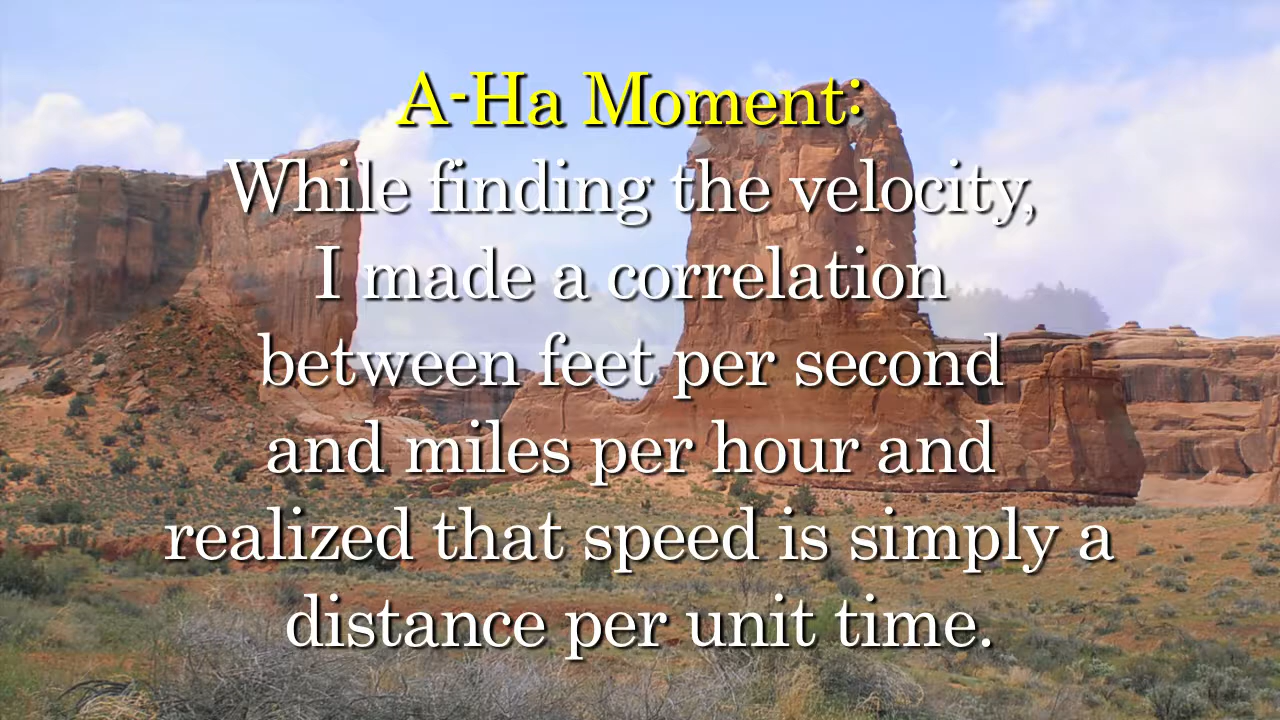 A-Ha Moment:
While finding the velocity,
I made a correlation
between feet per second
and miles per hour and
realized that speed is simply a
distance per unit time.